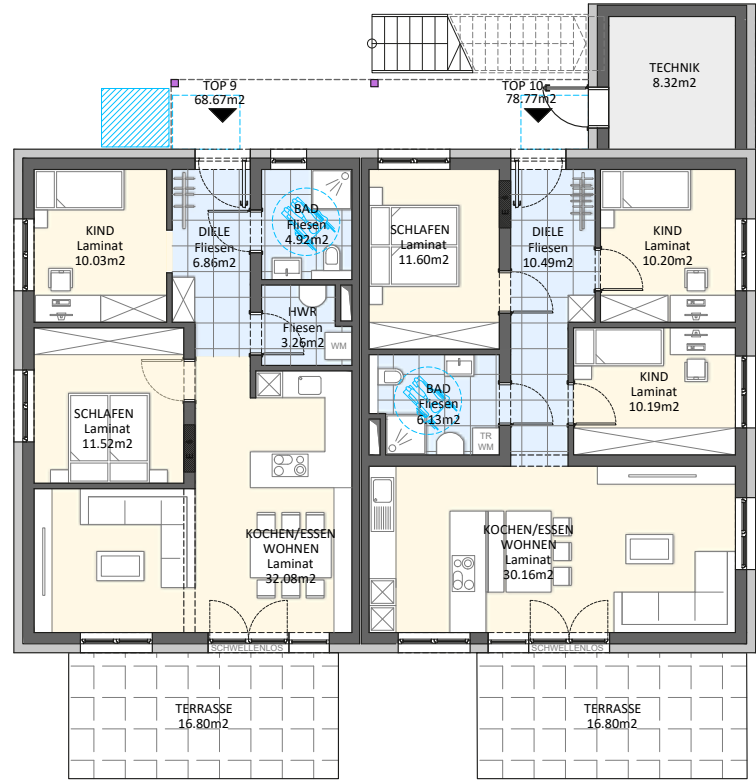 TECHNIK
8.32m2
TOP 9
68.67m2
TOP 10
78.77m2
KIND
Laminat
10.03m2
DIELE
Fliesen
6.86m2
BAD
Fliesen
4.92m2
SCHLAFEN
Laminat
11.60m2
DIELE
Fliesen
10.49m2
KIND
Laminat
10.20m2
HWR
Fliesen
3.26m2
WM
SCHLAFEN
Laminat
11.52m2
BAD
Fliesen
6.13m2
TR
WM
KIND
Laminat
10.19m2
KOCHEN/ESSEN
WOHNEN
Laminat
32.08m2
KOCHEN/ESSEN
WOHNEN
Laminat
30.16m2
SCHWELLENLOS
SCHWELLENLOS
TERRASSE
16.80m2
TERRASSE
16.80m2